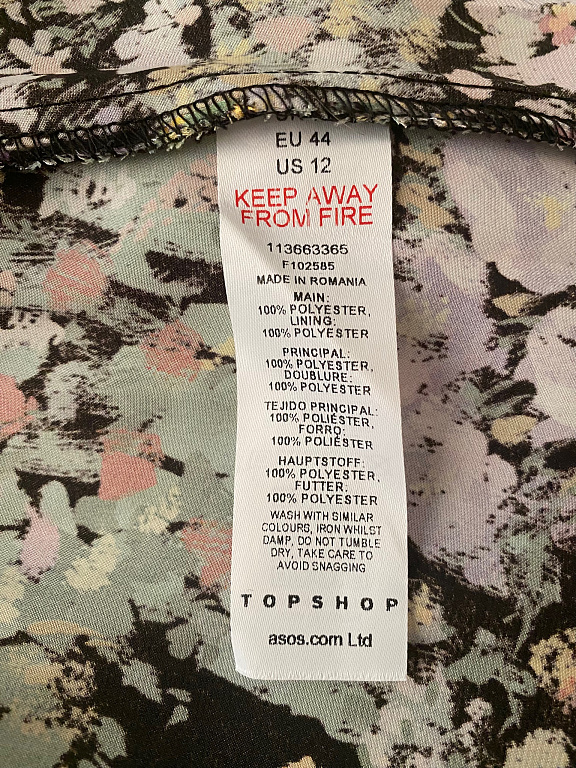 EU 44
US 12
KEEP AWAY
FROM FIRE
113663365
F102585
MADE IN ROMANIA
MAIN:
100% POLYESTER,
LINING:
100% POLYESTER
PRINCIPAL:
100% POLYESTER,
DOUBLURE:
100% POLYESTER
TEJIDO PRINCIPAL:
100% POLIÉSTER,
FORRO:
100% POLIÉSTER
HAUPTSTOFF:
100% POLYESTER,
FUTTER:
100% POLYESTER
WASH WITH SIMILAR
COLOURS, IRON WHILST
DAMP, DO NOT TUMBLE
DRY, TAKE CARE TO
AVOID SNAGGING
TOPSHOP
asos.com Ltd